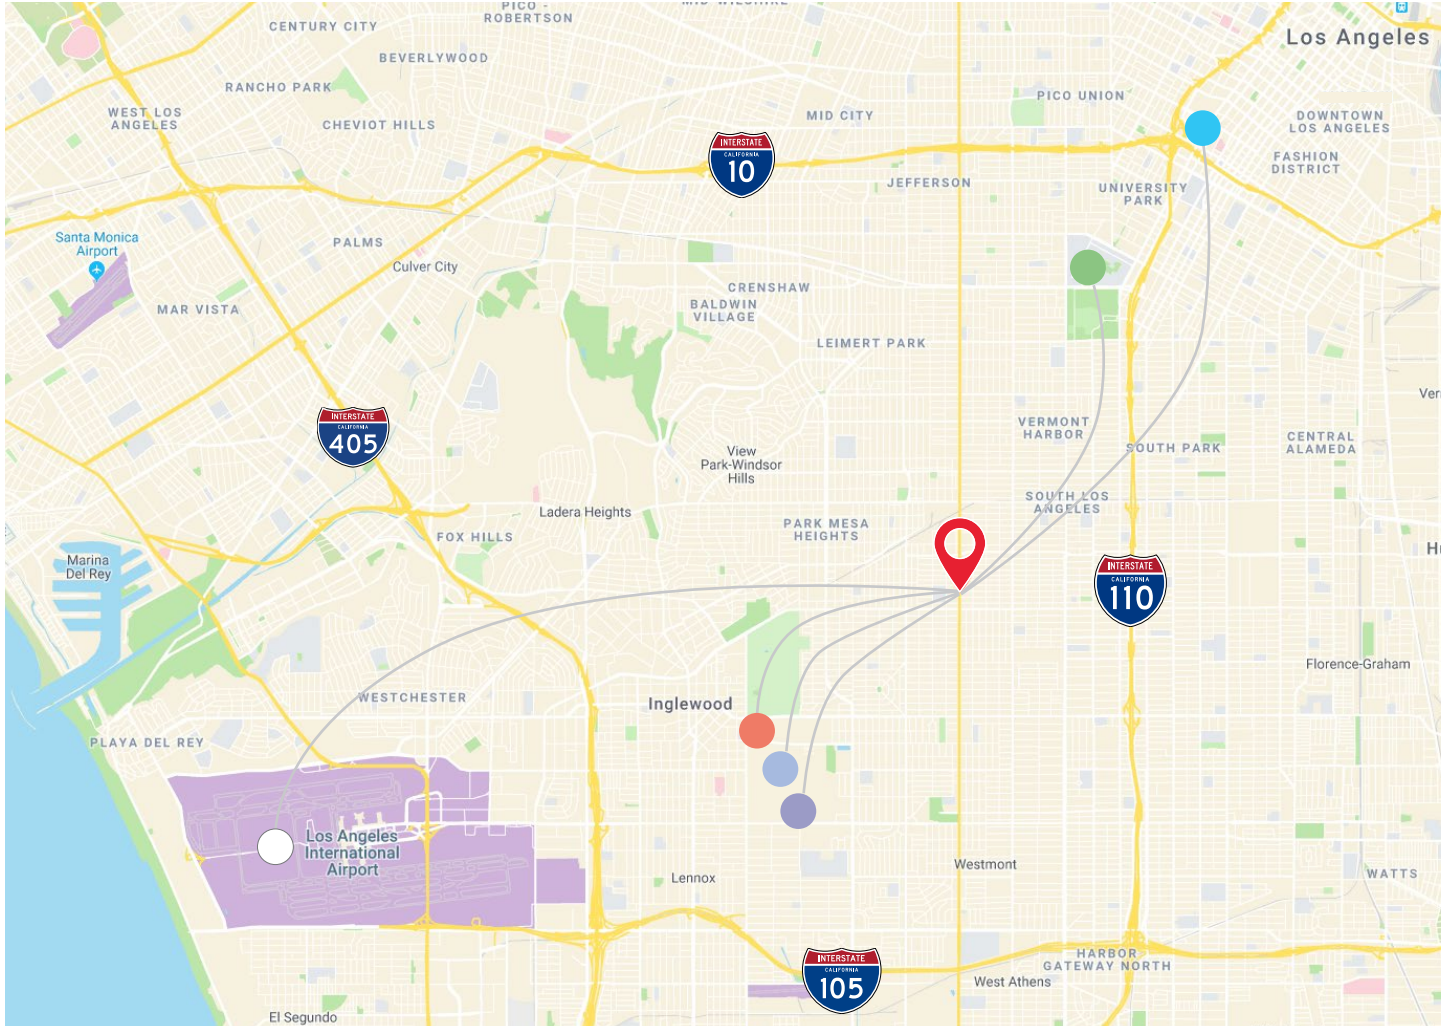 PICO -
ROBERTSON
MID-WILSHIRE
CENTURY CITY
Los Angeles
BEVERLYWOOD
RANCHO PARK
PICO UNION
WEST LOS
ANGELES
CHEVIOT HILLS
MID CITY
DOWNTOWN
LOS ANGELES
INTERSTATE
CALIFORNIA
10
FASHION
DISTRICT
JEFFERSON
UNIVERSITY
PARK
Santa Monica
Airport
PALMS
Culver City
CRENSHAW
BALDWIN
VILLAGE
MAR VISTA
LEIMERT PARK
Ver
INTERSTATE
CALIFORNIA
405
VERMONT
HARBOR
SOUTH PARK
CENTRAL
ALAMEDA
View
Park-Windsor
Hills
SOUTH LOS
ANGELES
Ladera Heights
PARK MESA
HEIGHTS
FOX HILLS
Marina
Del Rey
INTERSTATE
CALIFORNIA
110
Florence-Graham
WESTCHESTER
Inglewood
PLAYA DEL REY
Los Angeles
International
Airport
Westmont
Lennox
WATTS
INTERSTATE
CALIFORNIA
105
HARBOR
GATEWAY NORTH
West Athens
El Segundo